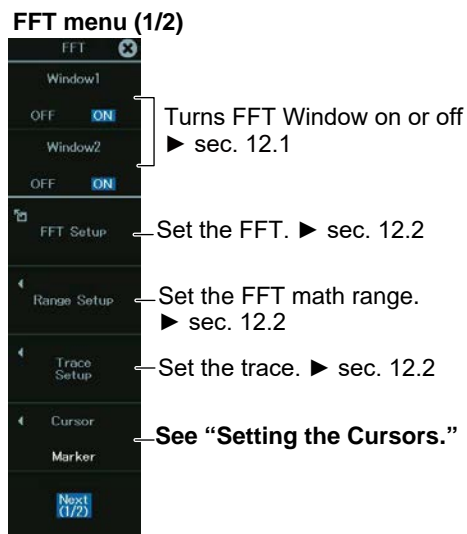 FFT menu (1/2)
FFT
Window1
OFF ON
Turns FFT Window on or off
► sec. 12.1
Window2
OFF ON
FFT Setup
Set the FFT. ► sec. 12.2
Range Setup
Set the FFT math range.
► sec. 12.2
Trace
Setup
Set the trace. ► sec. 12.2
Cursor
Marker
See “Setting the Cursors.”
Next
(1/2)